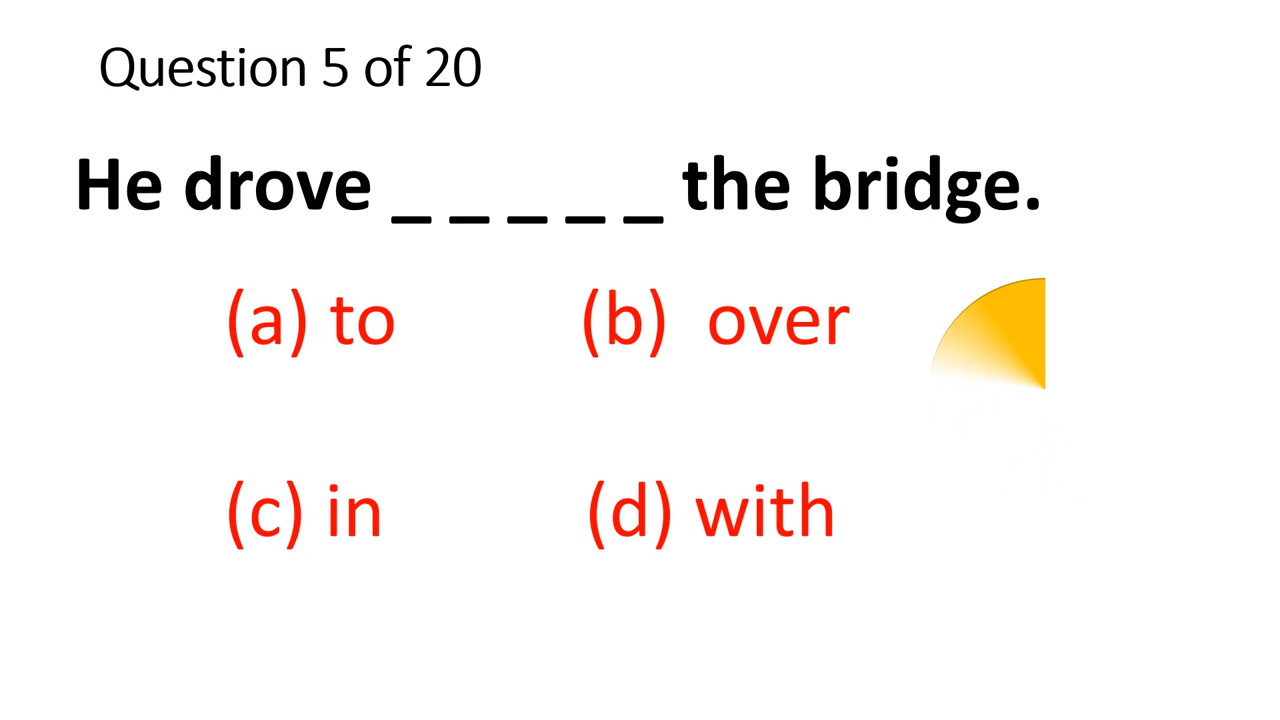 Question 5 of 20
He drove _ _ _ _ _ the bridge.
(a) to (b) over
(c) in (d) with